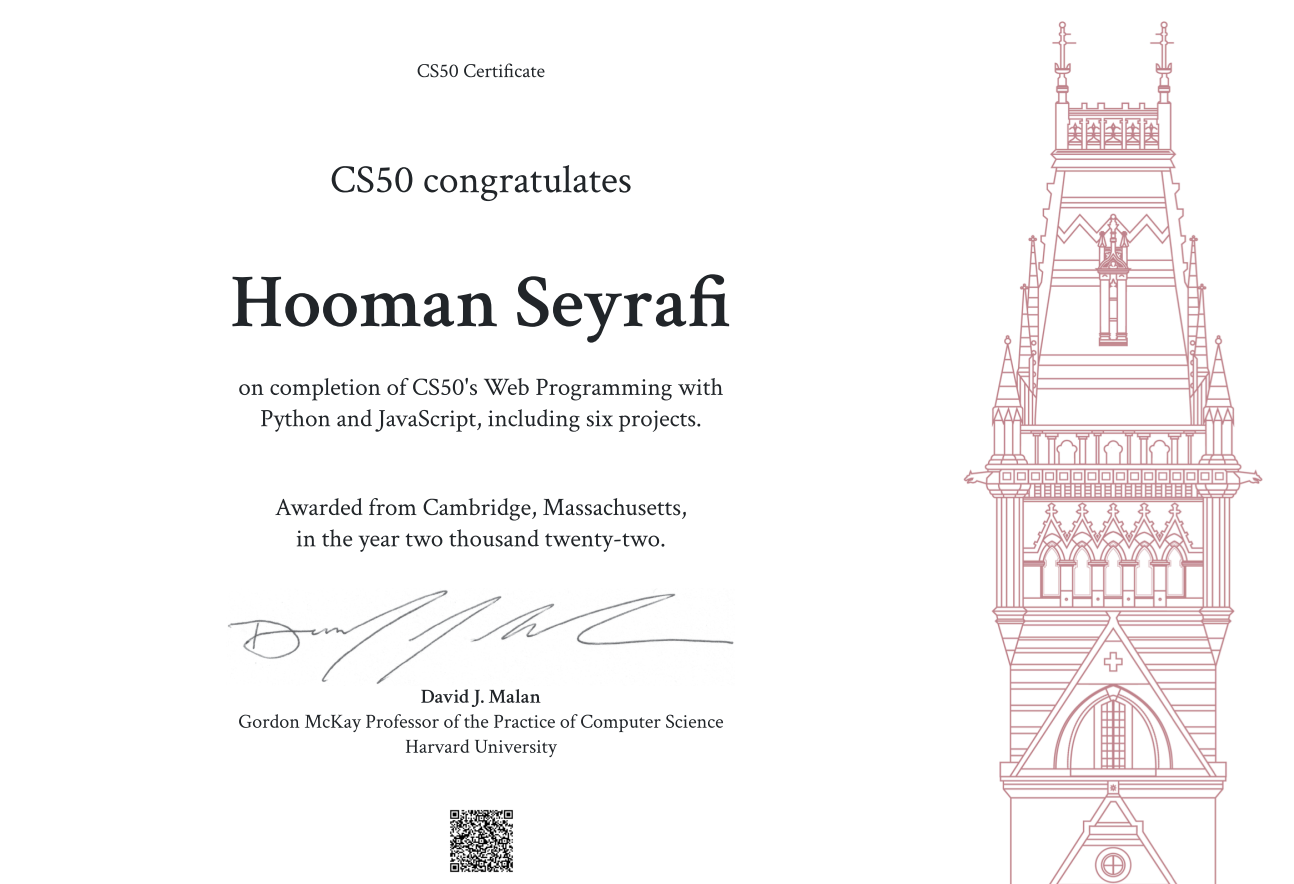 CS50 Certificate
CS50 congratulates
Hooman Seyrafi
on completion of CS50's Web Programming with
Python and JavaScript, including six projects.
Awarded from Cambridge, Massachusetts,
in the year two thousand twenty-two.
David J. Malan
Gordon McKay Professor of the Practice of Computer Science
Harvard University